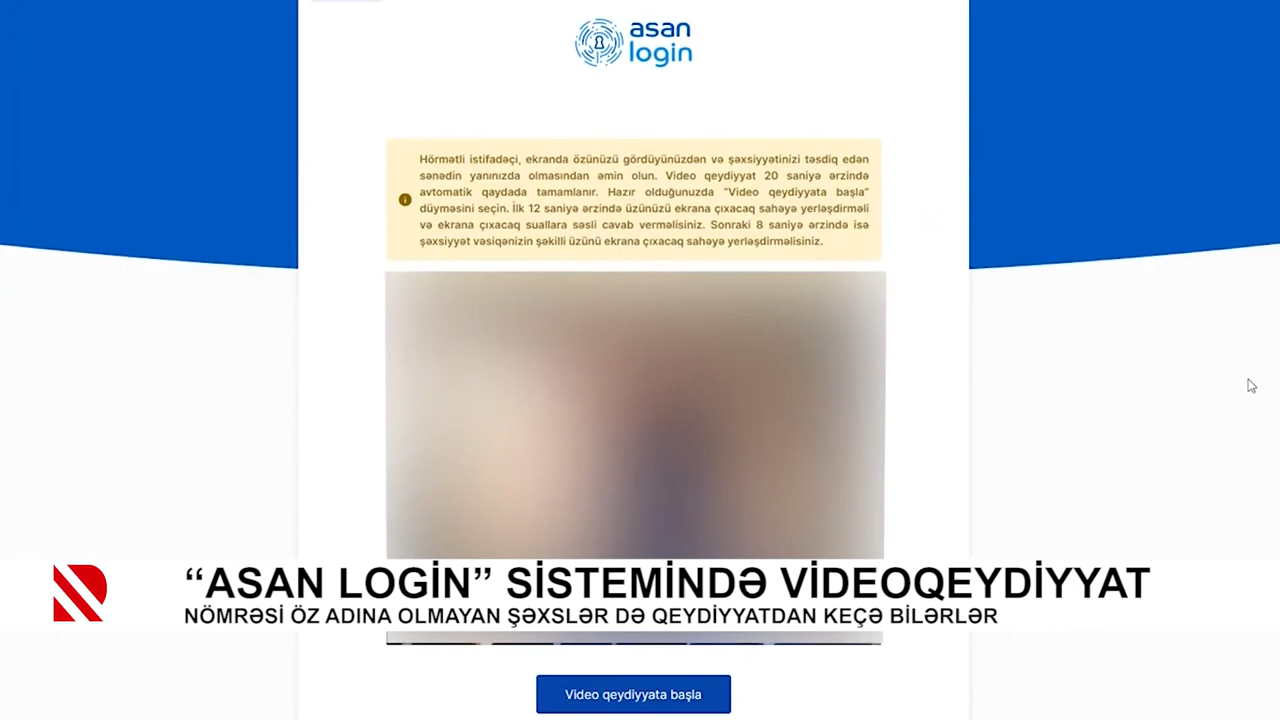 asan
login
Hörmətli istifadəçi, ekranda özünüzü gördüyünüzdən və şəxsiyyətinizi təsdiq edən
sənədin yanınızda olmasından əmin olun. Video qeydiyyat 20 saniyə ərzində
avtomatik qaydada tamamlanır. Hazır olduğunuzda "Video qeydiyyata başla"
düyməsini seçin. İlk 12 saniyə ərzində üzünüzü ekrana çıxacaq sahəyə yerləşdirməli
və ekrana çıxacaq suallara səsli cavab verməlisiniz. Sonraki 8 saniyə ərzində isə
şəxsiyyət vəsiqənizin şəkilli üzünü ekrana çıxacaq sahəyə yerləşdirməlisiniz.
“ASAN LOGİN” SİSTEMİNDƏ VİDEOQEYDİYYAT
NÖMRƏSİ ÖZ ADINA OLMAYAN ŞƏXSLƏR DƏ QEYDİYYATDAN KEÇƏ BİLƏRLƏR
Video qeydiyyata başla